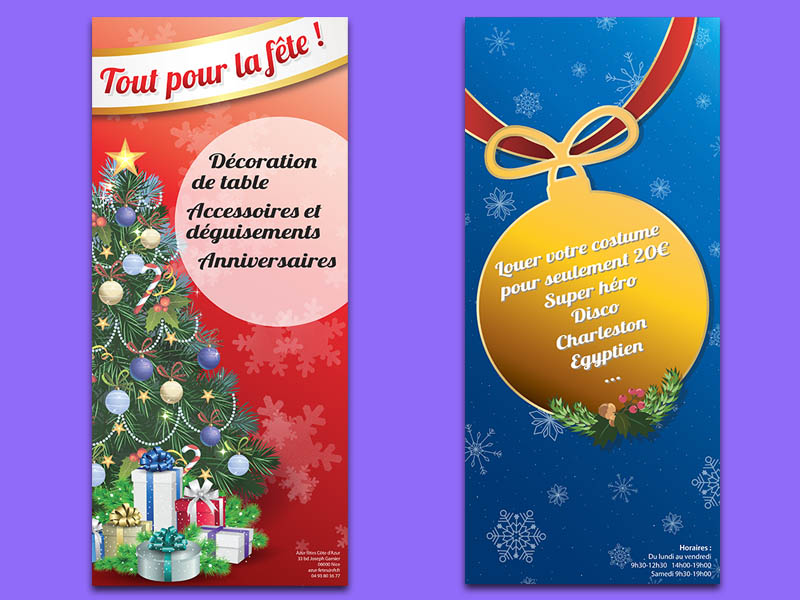 Tout pour la fête !
Décoration
de table
Accessoires et
déguisements
Anniversaires
Azur fêtes Côte d'Azur
33 bd Joseph Garnier
06000 Nice
04 93 80 36 77
Louer votre costume
pour seulement 20€
Super héro
Disco
Charleston
Egyptien
...
Horaires :
Du lundi au vendredi
9h30-12h30 14h00-19h00
Samedi 9h30-19h00